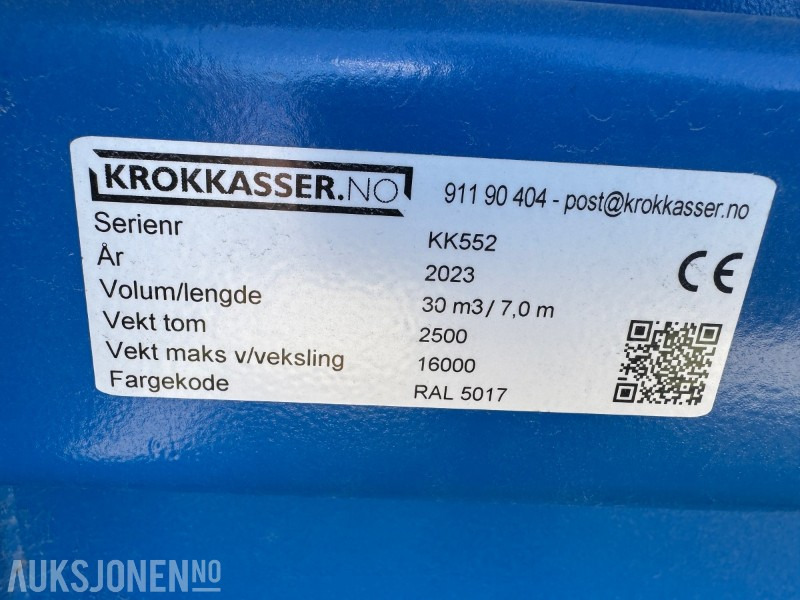 KROKKASSER.NO 911 90 404 - post@krokkasser.no
Serienr KK552
År 2023
Volum/lengde 30 m3 / 7,0 m
Vekt tom 2500
Vekt maks v/veksling 16000
Fargekode RAL 5017
CE
AUKSJONEN.NO